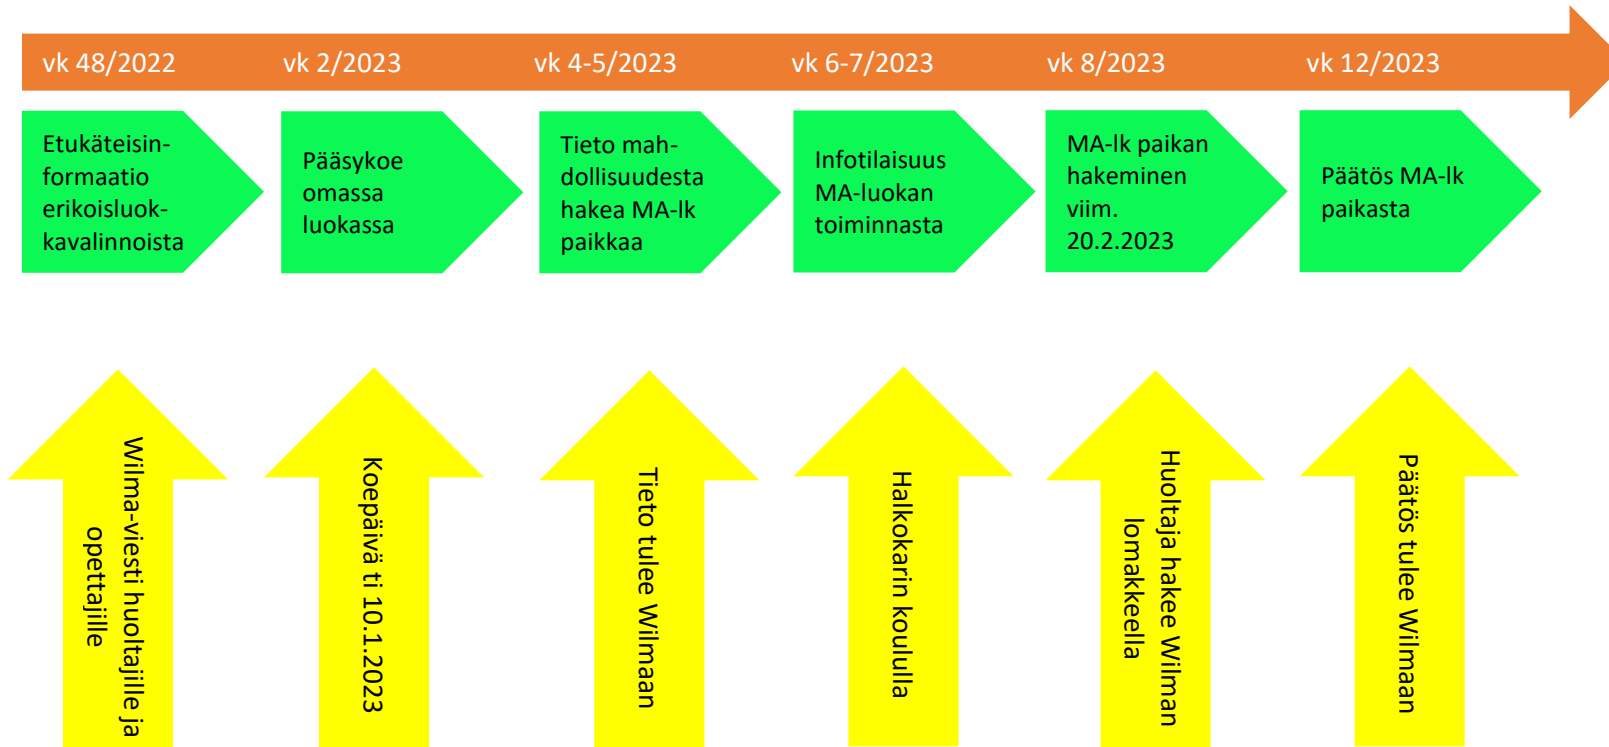 vk 48/2022
vk 2/2023
vk 4-5/2023
vk 6-7/2023
vk 8/2023
vk 12/2023
Etukäteisin-
formaatio
erikoisluok-
kavalinnoista
Pääsykoe
omassa
luokassa
Tieto mah-
dollisuudesta
hakea MA-lk
paikkaa
Infotilaisuus
MA-luokan
toiminnasta
MA-lk paikan
hakeminen
viim.
20.2.2023
Päätös MA-lk
paikasta
Wilma-viesti huoltajille ja
opettajille
Koepäivä ti 10.1.2023
Tieto tulee Wilmaan
Halkokarin koululla
Huoltaja hakee Wilman
lomakkeella
Päätös tulee Wilmaan